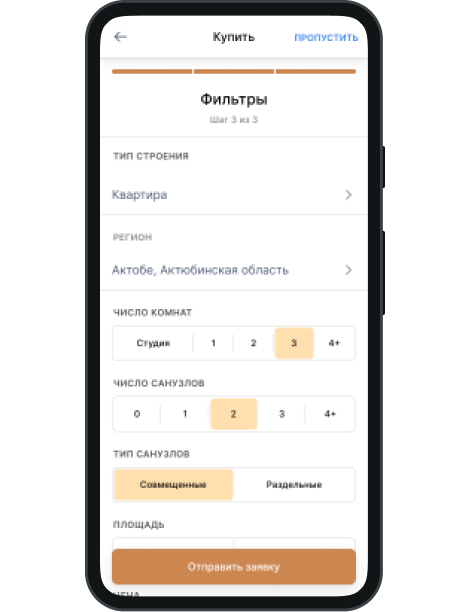 Купить ПРОПУСТИТЬ
Фильтры
Шаг 3 из 3
ТИП СТРОЕНИЯ
Квартира
РЕГИОН
Актобе, Актюбинская область
ЧИСЛО КОМНАТ
Студия 1 2 3 4+
ЧИСЛО САНУЗЛОВ
0 1 2 3 4+
ТИП САНУЗЛОВ
Совмещенные Раздельные
ПЛОЩАДЬ
Отправить заявку
ЦЕНА